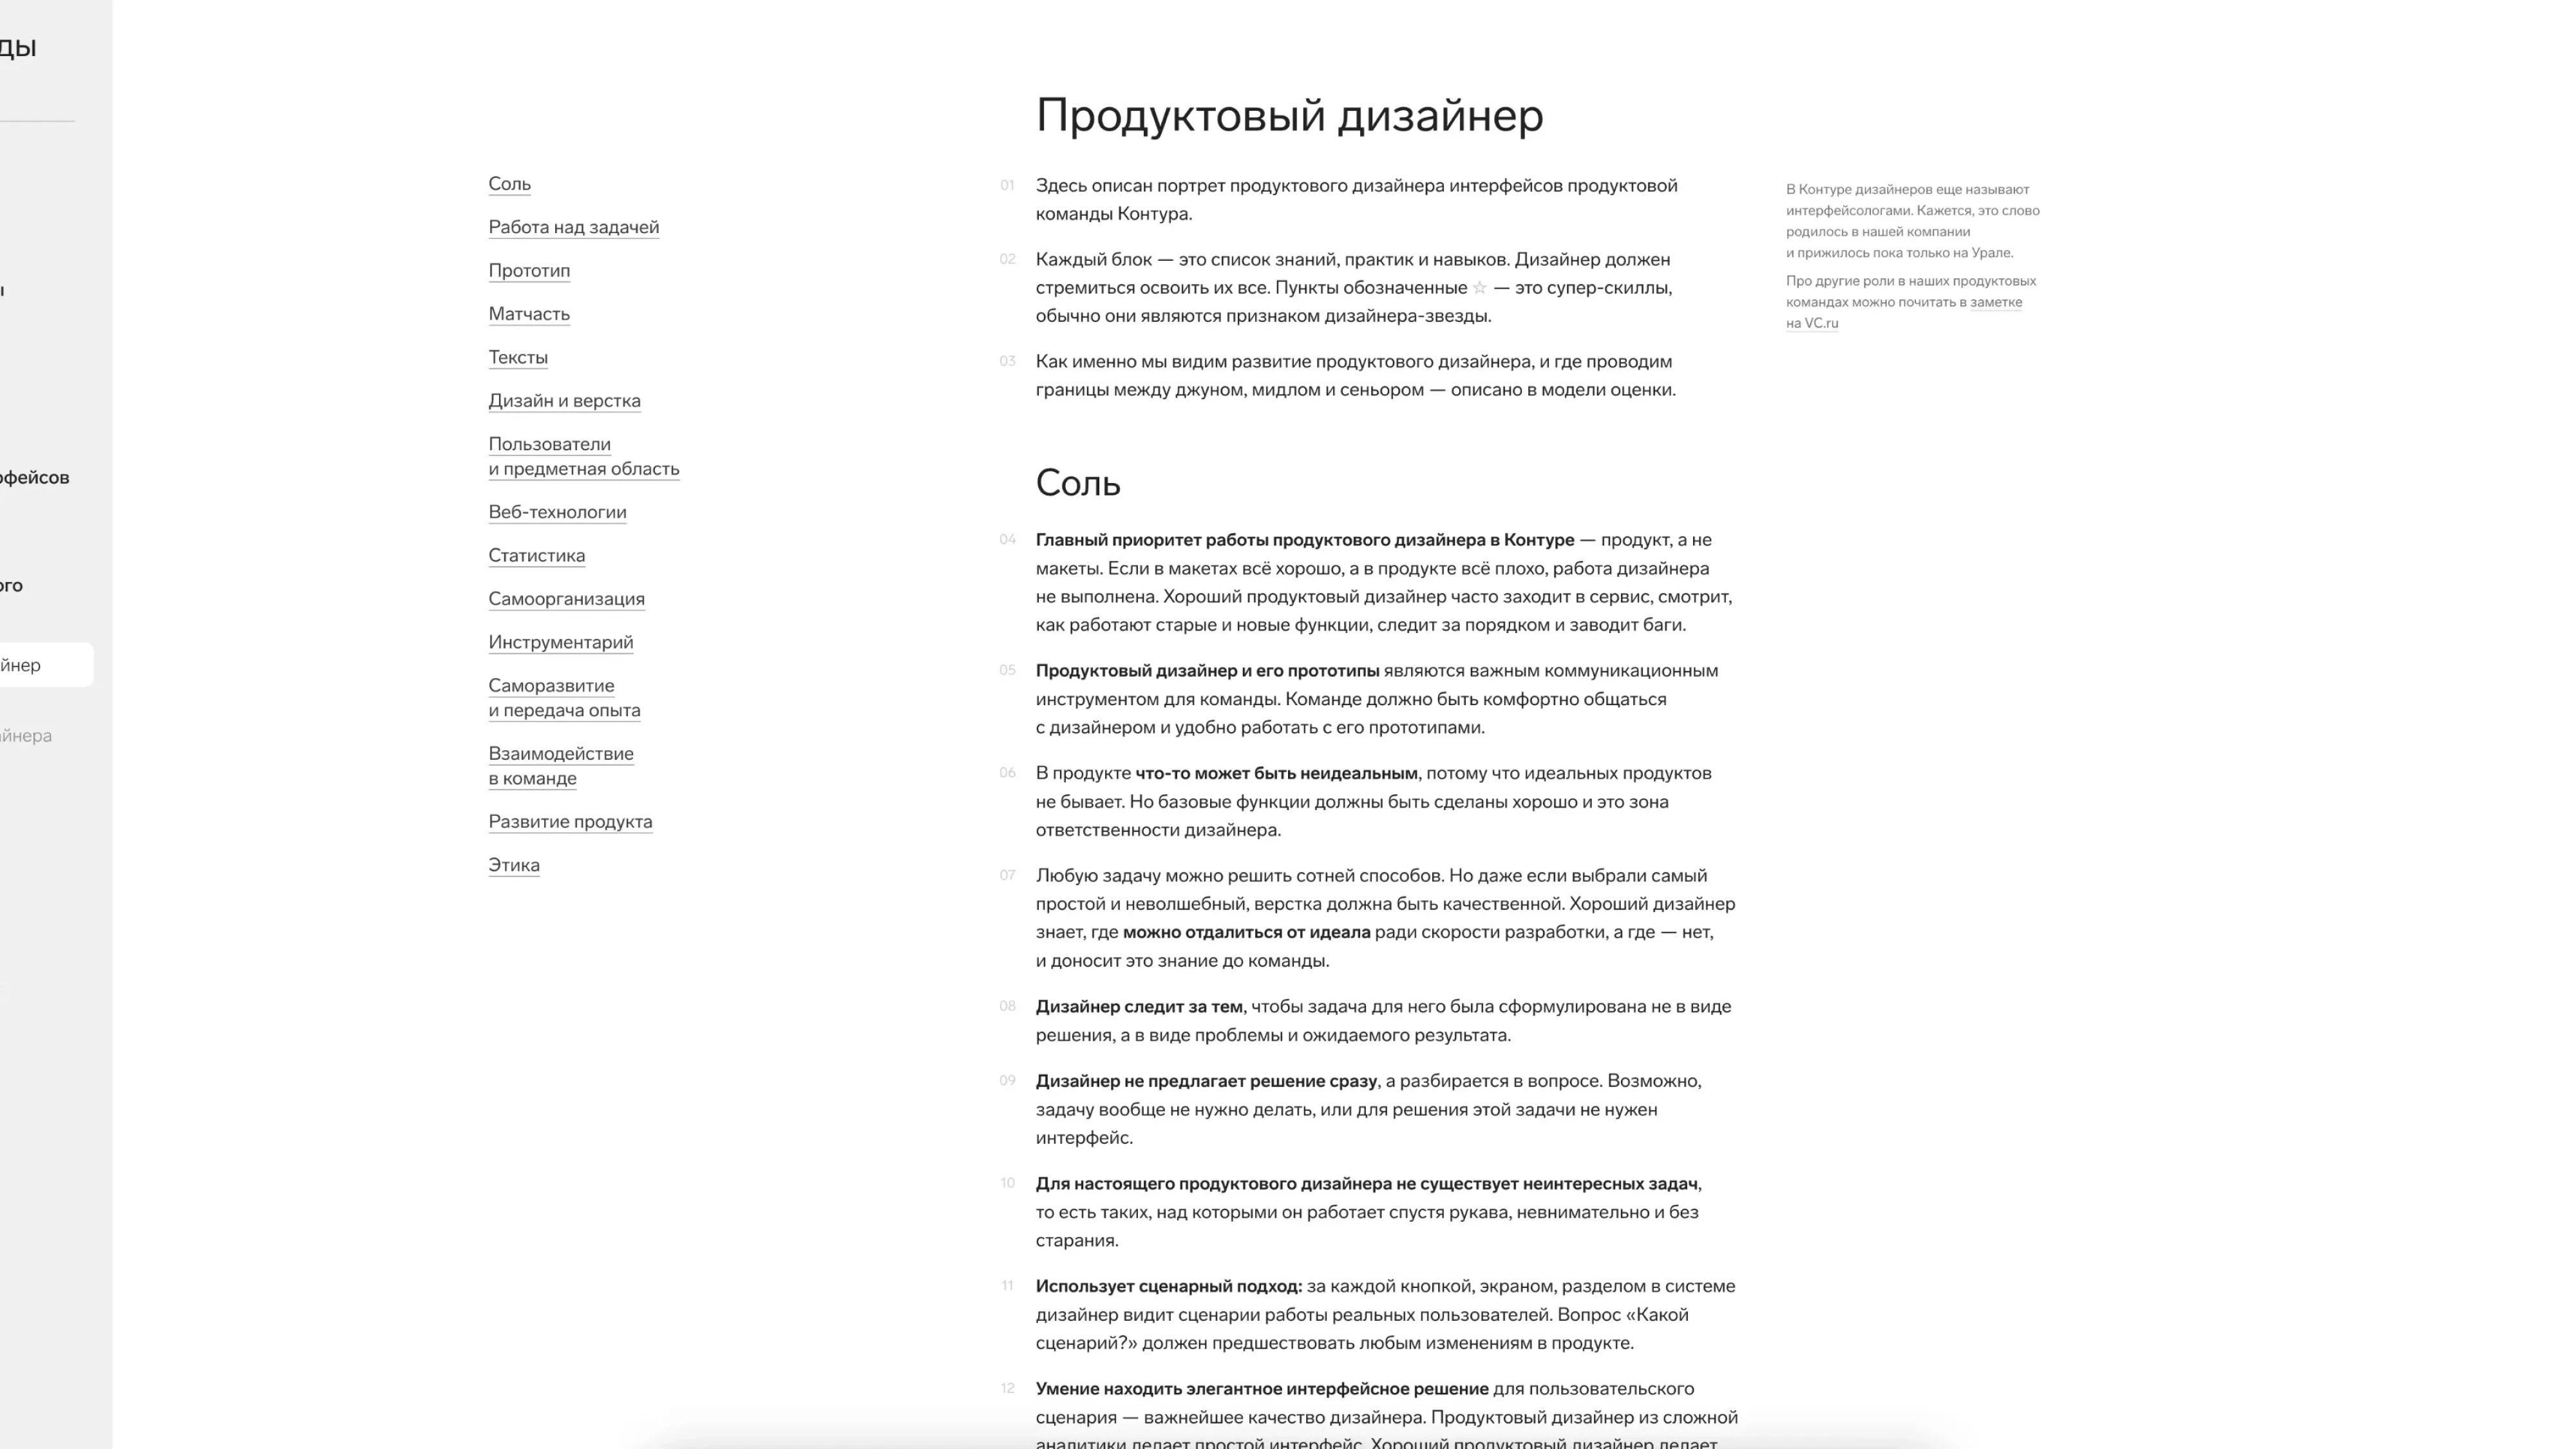 Продуктовый дизайнер
Соль
Работа над задачей
Прототип
Матчасть
Тексты
Дизайн и верстка
Пользователи
и предметная область
Веб-технологии
Статистика
Самоорганизация
Инструментарий
Саморазвитие
и передача опыта
Взаимодействие
в команде
Развитие продукта
Этика
01 Здесь описан портрет продуктового дизайнера интерфейсов продуктовой
команды Контура.
02 Каждый блок — это список знаний, практик и навыков. Дизайнер должен
стремиться освоить их все. Пункты обозначенные ☆ — это супер-скиллы,
обычно они являются признаком дизайнера-звезды.
03 Как именно мы видим развитие продуктового дизайнера, и где проводим
границы между джуном, мидлом и сеньором — описано в модели оценки.
В Контуре дизайнеров еще называют
интерфейсологами. Кажется, это слово
родилось в нашей компании
и прижилось пока только на Урале.
Про другие роли в наших продуктовых
командах можно почитать в заметке
на VC.ru
Соль
04 Главный приоритет работы продуктового дизайнера в Контуре — продукт, а не
макеты. Если в макетах всё хорошо, а в продукте всё плохо, работа дизайнера
не выполнена. Хороший продуктовый дизайнер часто заходит в сервис, смотрит,
как работают старые и новые функции, следит за порядком и заводит баги.
05 Продуктовый дизайнер и его прототипы являются важным коммуникационным
инструментом для команды. Команде должно быть комфортно общаться
с дизайнером и удобно работать с его прототипами.
06 В продукте что-то может быть неидеальным, потому что идеальных продуктов
не бывает. Но базовые функции должны быть сделаны хорошо и это зона
ответственности дизайнера.
07 Любую задачу можно решить сотней способов. Но даже если выбрали самый
простой и неволшебный, верстка должна быть качественной. Хороший дизайнер
знает, где можно отдалиться от идеала ради скорости разработки, а где — нет,
и доносит это знание до команды.
08 Дизайнер следит за тем, чтобы задача для него была сформулирована не в виде
решения, а в виде проблемы и ожидаемого результата.
09 Дизайнер не предлагает решение сразу, а разбирается в вопросе. Возможно,
задачу вообще не нужно делать, или для решения этой задачи не нужен
интерфейс.
10 Для настоящего продуктового дизайнера не существует неинтересных задач,
то есть таких, над которыми он работает спустя рукава, невнимательно и без
старания.
11 Использует сценарный подход: за каждой кнопкой, экраном, разделом в системе
дизайнер видит сценарии работы реальных пользователей. Вопрос «Какой
сценарий?» должен предшествовать любым изменениям в продукте.
12 Умение находить элегантное интерфейсное решение для пользовательского
сценария — важнейшее качество дизайнера. Продуктовый дизайнер из сложной
аналитики делает простой интерфейс. Хороший продуктовый дизайнер делает